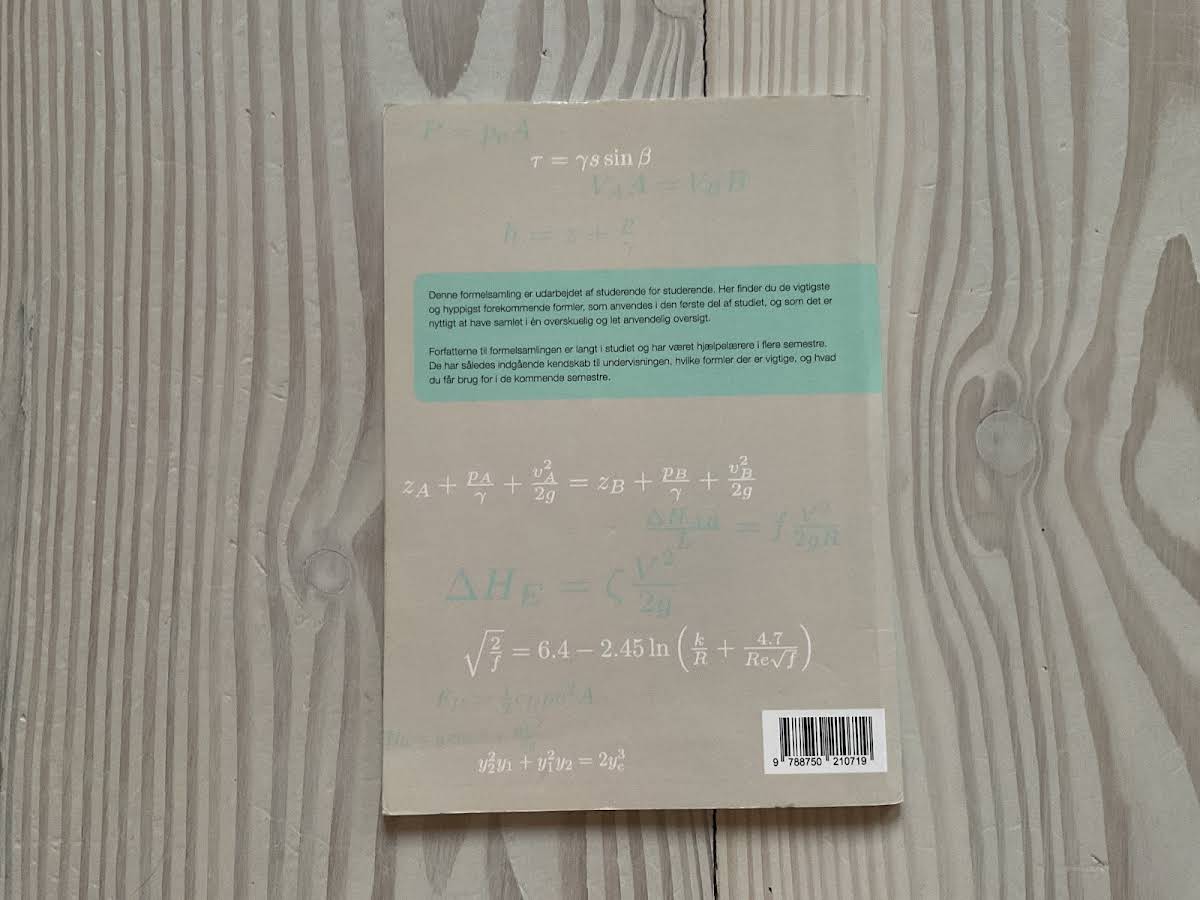 τ = γs sin β
V_A A = V_B B
h = z + p/γ
Denne formelsamling er udarbejdet af studerende for studerende. Her finder du de vigtigste
og hyppigst forekommende formler, som anvendes i den første del af studiet, og som det er
nyttigt at have samlet i én overskuelig og let anvendelig oversigt.
Forfatterne til formelsamlingen er langt i studiet og har været hjælpelærere i flere semestre.
De har således indgående kendskab til undervisningen, hvilke formler der er vigtige, og hvad
du får brug for i de kommende semestre.
z_A + p_A/γ + v_A²/2g = z_B + p_B/γ + v_B²/2g
ΔH_E = ζ V²/2g
√(2/f) = 6.4 − 2.45 ln (k/R + 4.7/(Re√f))
y₂²y₁ + y₁²y₂ = 2y_c³
9 788750 210719